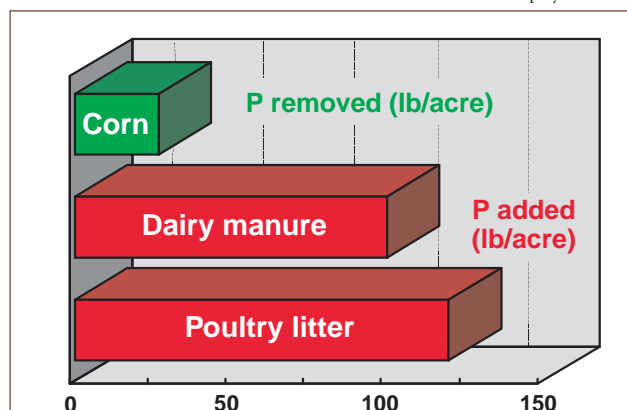 Corn
P removed (lb/acre)
Dairy manure
P added
(lb/acre)
Poultry litter
0 50 100 150